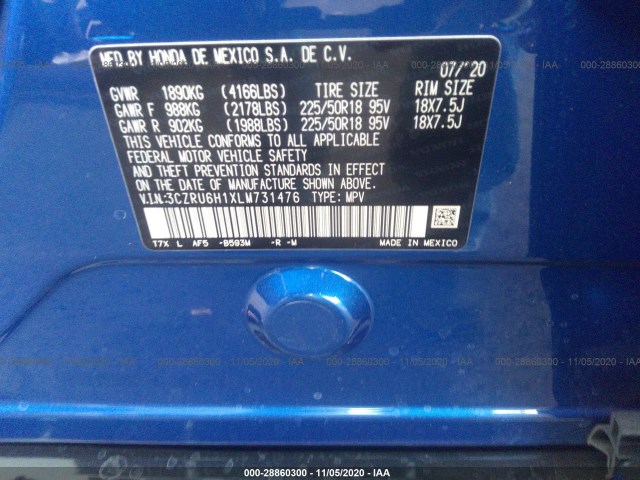 MFD.BY HONDA DE MEXICO S.A. DE C.V. 07/'20
GVWR 1890KG (4166LBS) TIRE SIZE RIM SIZE
GAWR F 988KG (2178LBS) 225/50R18 95V 18X7.5J
GAWR R 902KG (1988LBS) 225/50R18 95V 18X7.5J
THIS VEHICLE CONFORMS TO ALL APPLICABLE
FEDERAL MOTOR VEHICLE SAFETY
AND THEFT PREVENTION STANDARDS IN EFFECT
ON THE DATE OF MANUFACTURE SHOWN ABOVE.
V.I.N:3CZRU6H1XLM731476 TYPE: MPV
T7X L AF5 -B593M -R -M MADE IN MEXICO
000-28860300 - 11/05/2020 - IAA